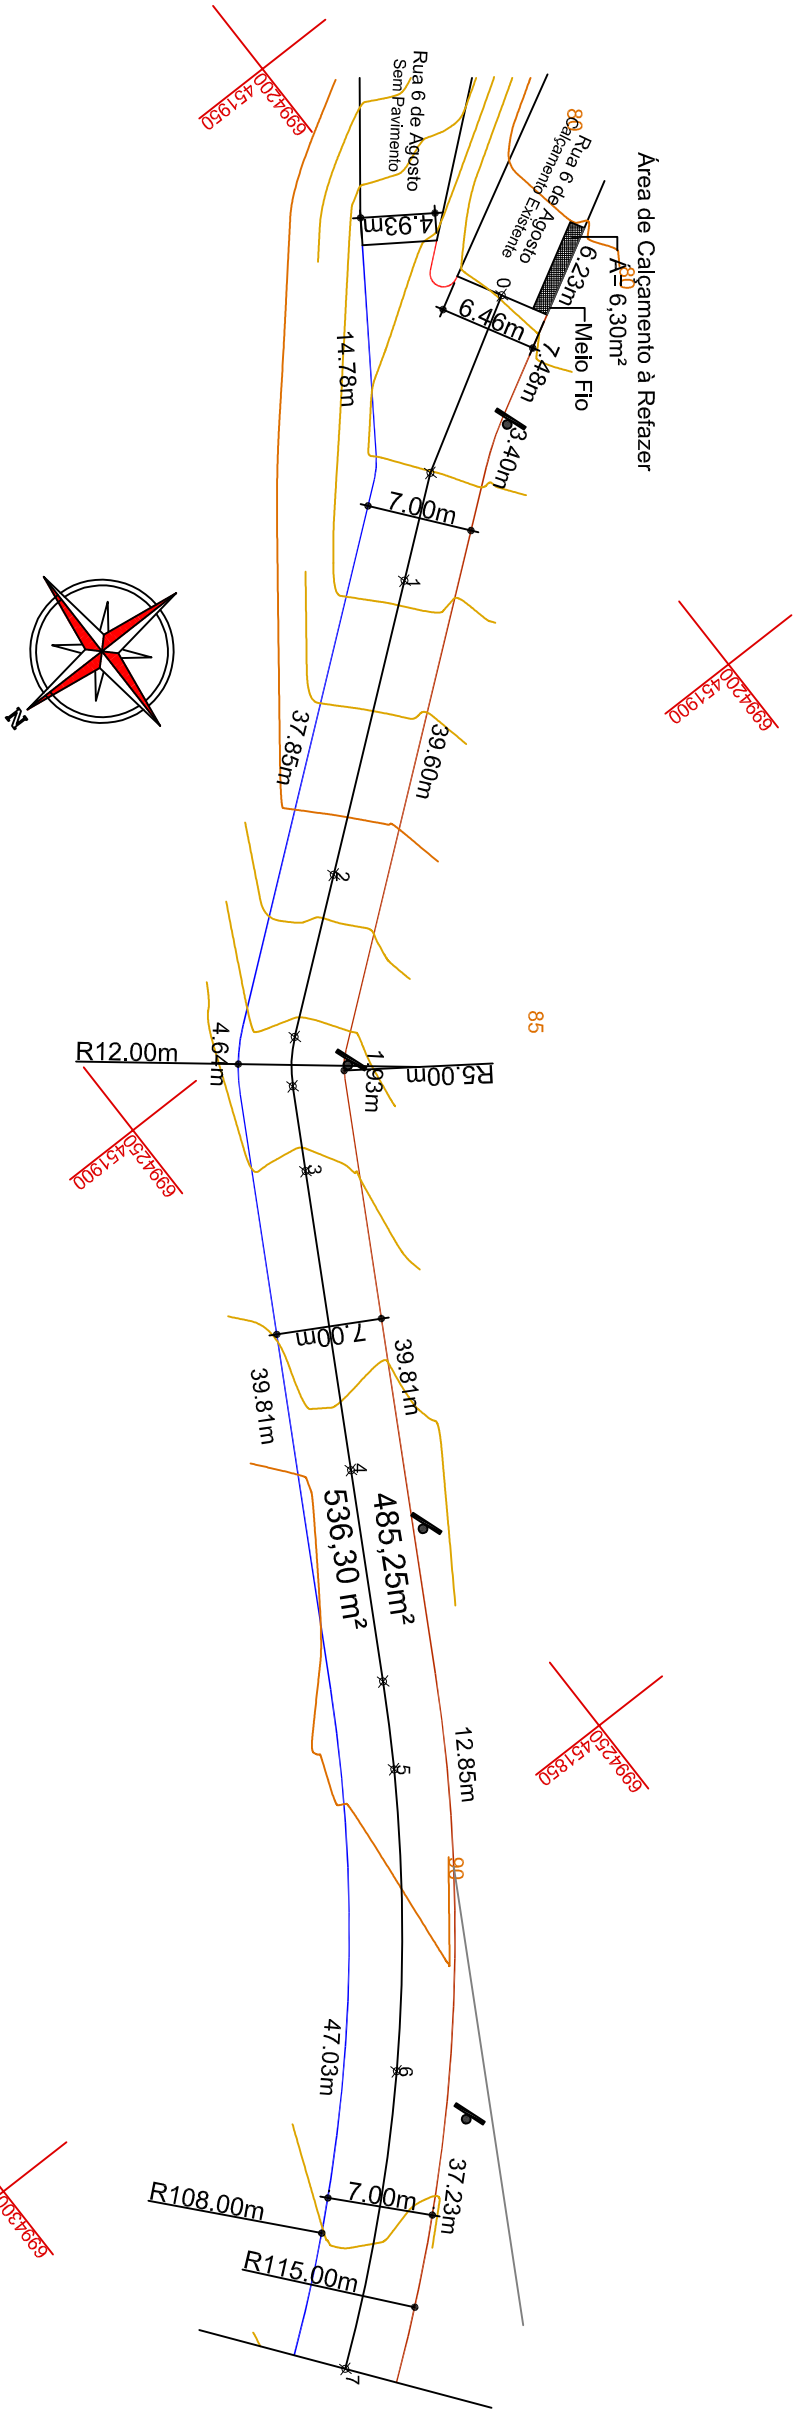 6994200
451950
Rua 6 de Agosto
Sem Pavimento
80
Rua 6 de Agosto
Calçamento Existente
Área de Calçamento à Refazer
A= 6,30m²
80
6.23m
Meio Fio
4.93m
0
6.46m
7.48m
3.40m
14.78m
7.00m
1
6994200
451900
N
37.85m
39.60m
2
85
R12.00m
4.64m
1.93m
R5.00m
6994250
451900
3
7.00m
39.81m
39.81m
4
485,25m²
536,30 m²
5
12.85m
6994250
451850
90
6
47.03m
37.23m
7.00m
R108.00m
R115.00m
6994300
7